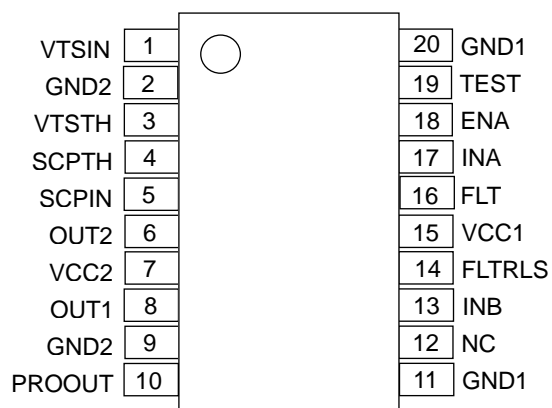 VTSIN 1 20 GND1
GND2 2 19 TEST
VTSTH 3 18 ENA
SCPTH 4 17 INA
SCPIN 5 16 FLT
OUT2 6 15 VCC1
VCC2 7 14 FLTRLS
OUT1 8 13 INB
GND2 9 12 NC
PROOUT 10 11 GND1